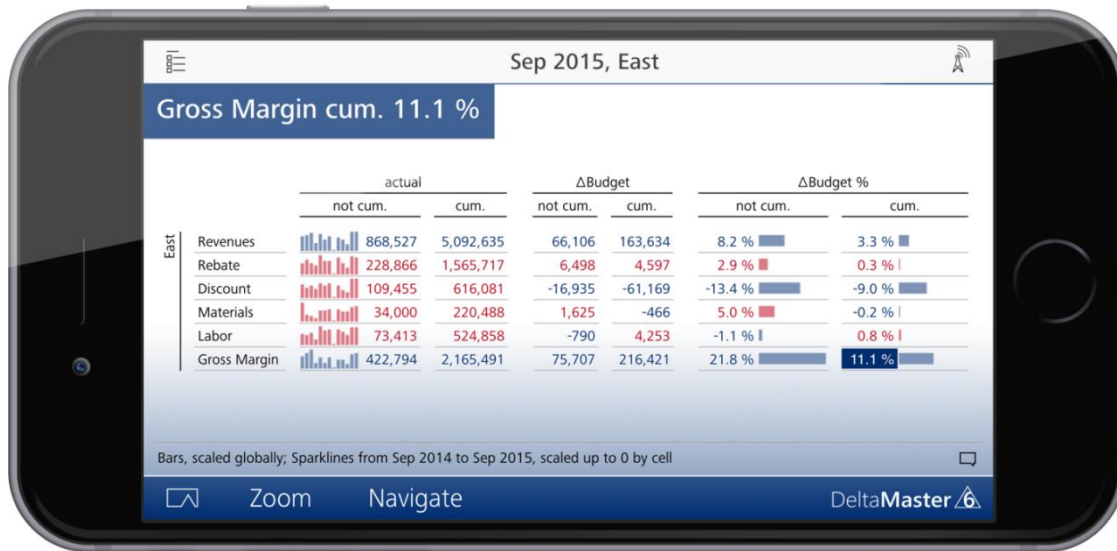 Sep 2015, East
Gross Margin cum. 11.1 %
actual ΔBudget ΔBudget %
not cum. cum. not cum. cum. not cum. cum.
East
Revenues 868,527 5,092,635 66,106 163,634 8.2 % 3.3 %
Rebate 228,866 1,565,717 6,498 4,597 2.9 % 0.3 %
Discount 109,455 616,081 -16,935 -61,169 -13.4 % -9.0 %
Materials 34,000 220,488 1,625 -466 5.0 % -0.2 %
Labor 73,413 524,858 -790 4,253 -1.1 % 0.8 %
Gross Margin 422,794 2,165,491 75,707 216,421 21.8 % 11.1 %
Bars, scaled globally; Sparklines from Sep 2014 to Sep 2015, scaled up to 0 by cell
Zoom Navigate DeltaMaster 6